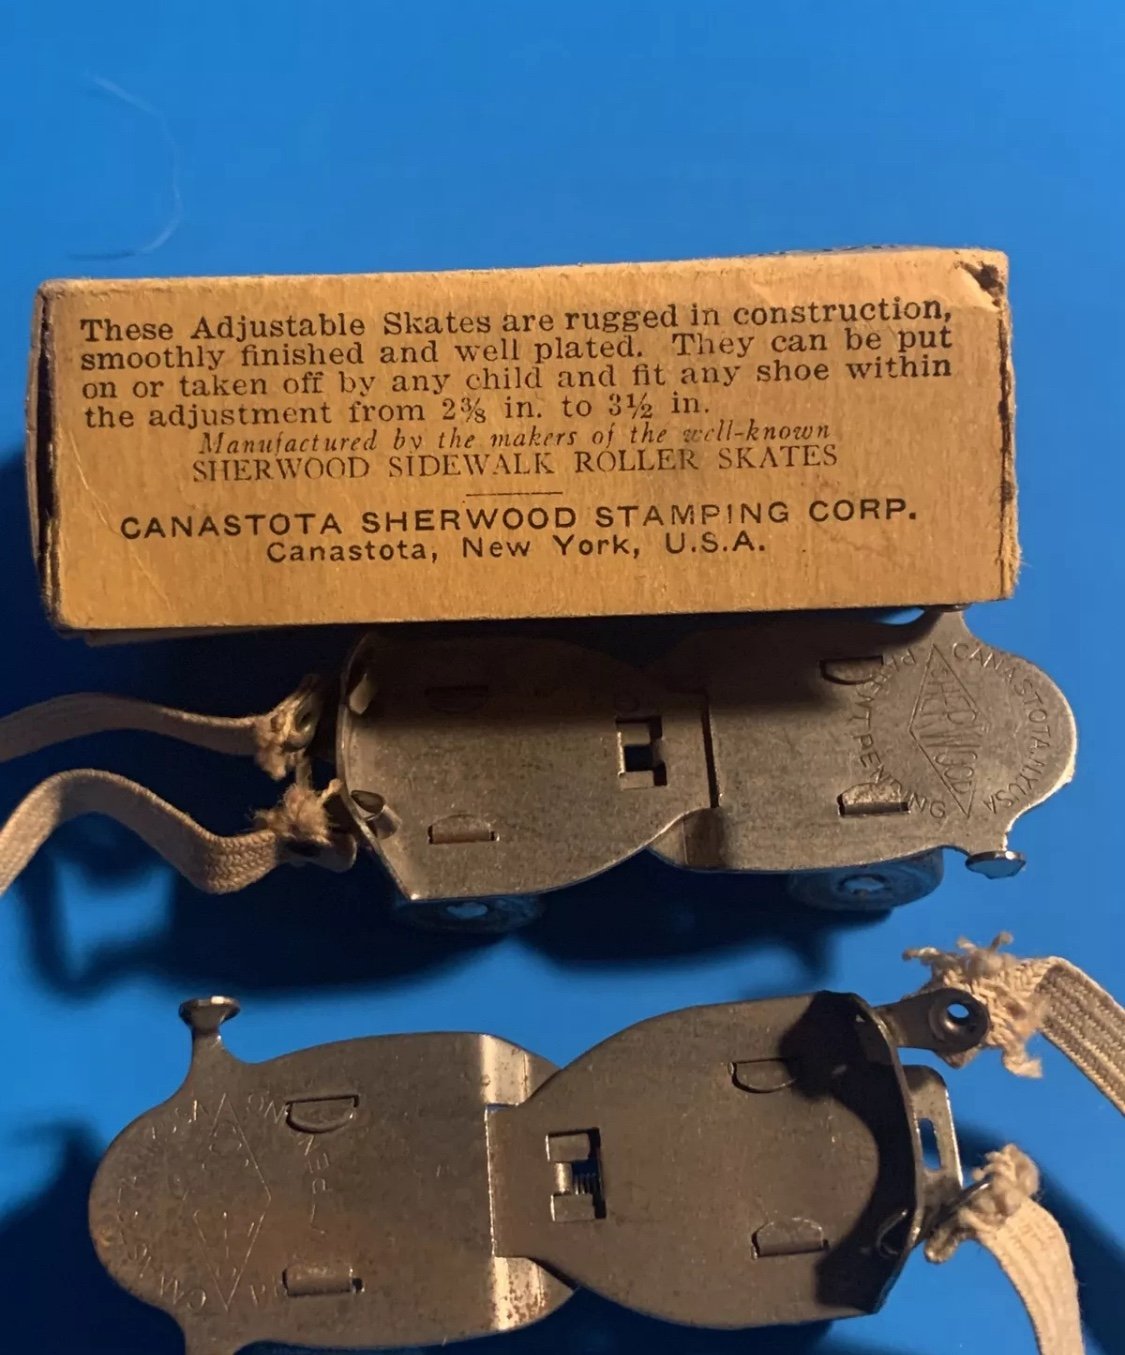 These Adjustable Skates are rugged in construction,
smoothly finished and well plated. They can be put
on or taken off by any child and fit any shoe within
the adjustment from 2⅜ in. to 3½ in.
Manufactured by the makers of the well-known
SHERWOOD SIDEWALK ROLLER SKATES
CANASTOTA SHERWOOD STAMPING CORP.
Canastota, New York, U.S.A.
CANASTOTA.N.Y.USA
SHERWOOD
PENDING